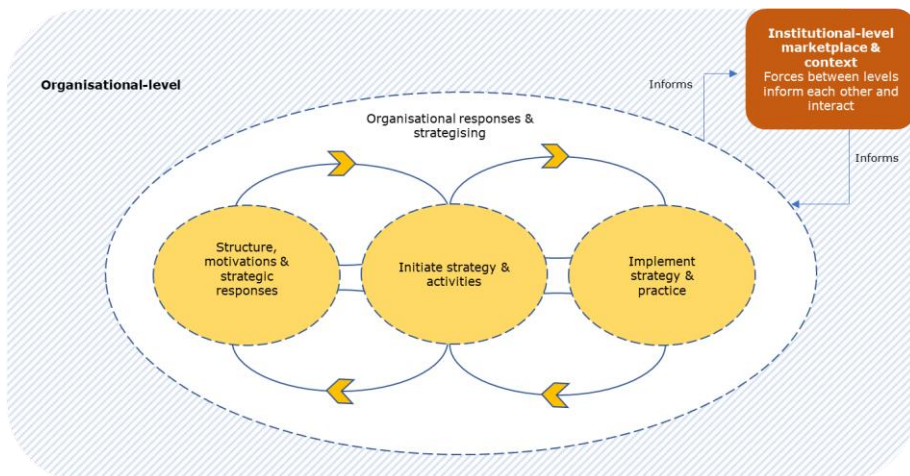 Institutional-level
marketplace &
context
Forces between levels
inform each other and
interact
Organisational-level
Informs
Organisational responses &
strategising
Informs
Structure,
motivations &
strategic
responses
Initiate strategy &
activities
Implement
strategy &
practice